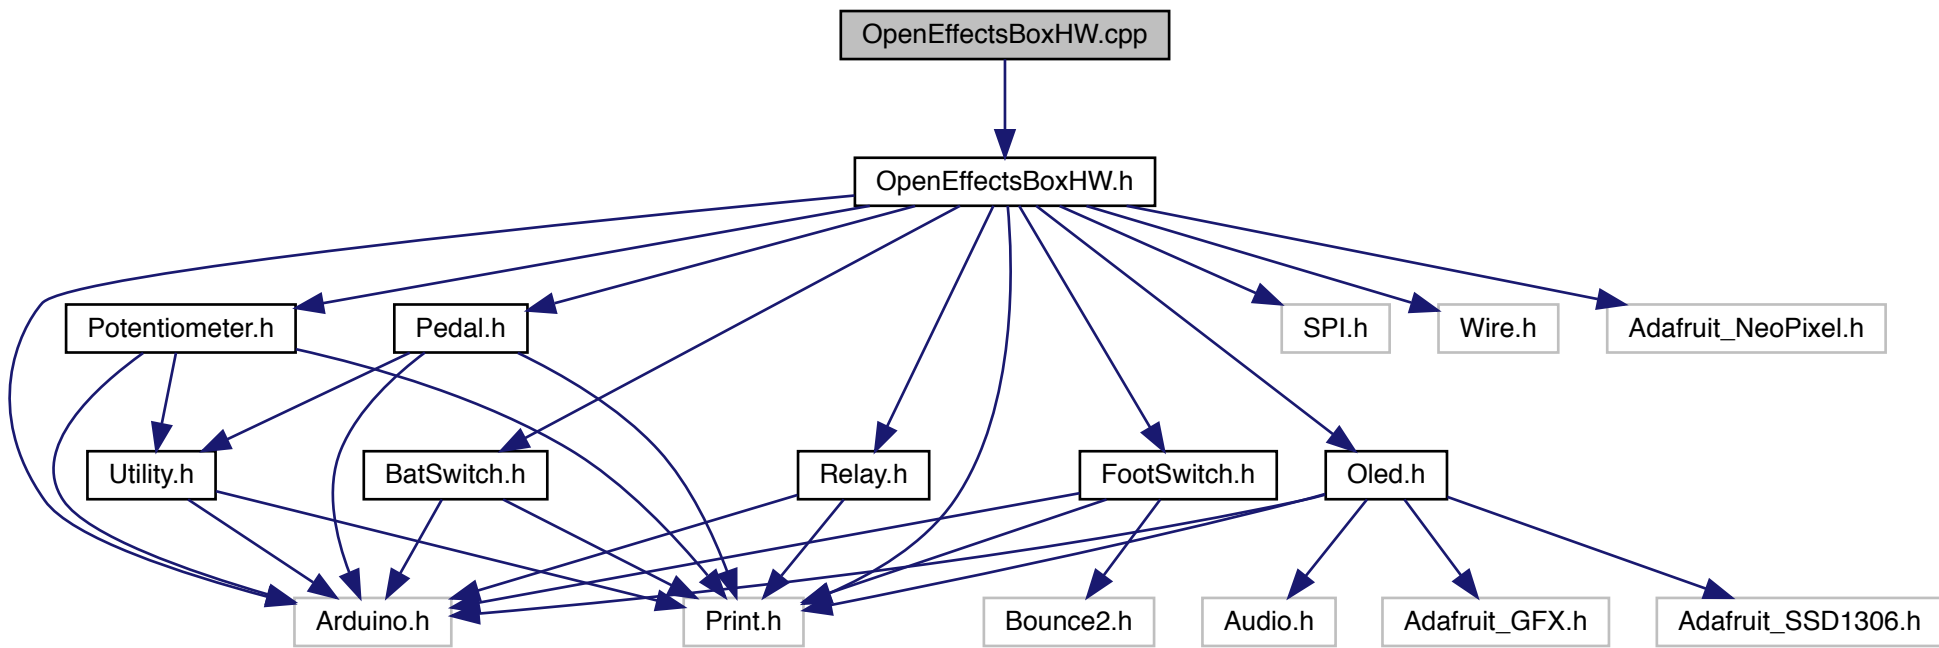 OpenEffectsBoxHW.cpp
OpenEffectsBoxHW.h
Potentiometer.h
Pedal.h
SPI.h
Wire.h
Adafruit_NeoPixel.h
Utility.h
BatSwitch.h
Relay.h
FootSwitch.h
Oled.h
Arduino.h
Print.h
Bounce2.h
Audio.h
Adafruit_GFX.h
Adafruit_SSD1306.h